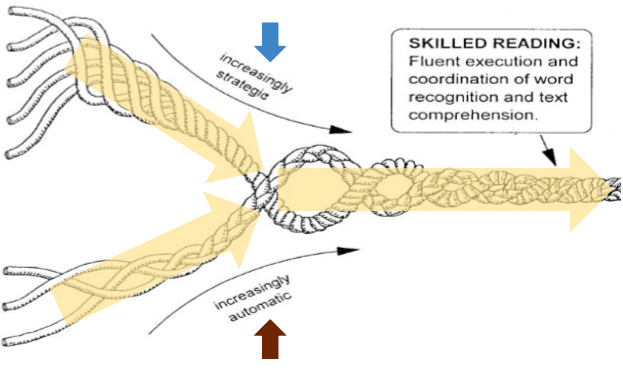 increasingly
strategic
SKILLED READING:
Fluent execution and
coordination of word
recognition and text
comprehension.
increasingly
automatic